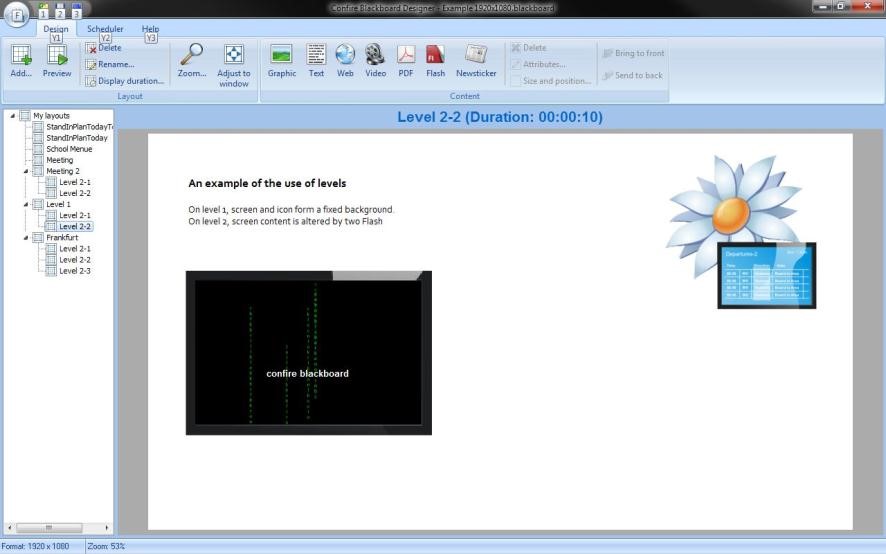 Confire Blackboard Designer - Example 1920x1080.blackboard
F 1 2 3
Design Scheduler Help
Y1 Y2 Y3
Add... Preview Delete Rename... Display duration... Zoom... Adjust to window
Layout
Graphic Text Web Video PDF Flash Newsticker Delete Attributes... Size and position... Bring to front Send to back
Content
My layouts
StandInPlanTodayTo
StandInPlanToday
School Menue
Meeting
Meeting 2
Level 2-1
Level 2-2
Level 1
Level 2-1
Level 2-2
Frankfurt
Level 2-1
Level 2-2
Level 2-3
Level 2-2 (Duration: 00:00:10)
An example of the use of levels
On level 1, screen and icon form a fixed background.
On level 2, screen content is altered by two Flash
confire blackboard
Departures-2
Format: 1920 x 1080
Zoom: 53%